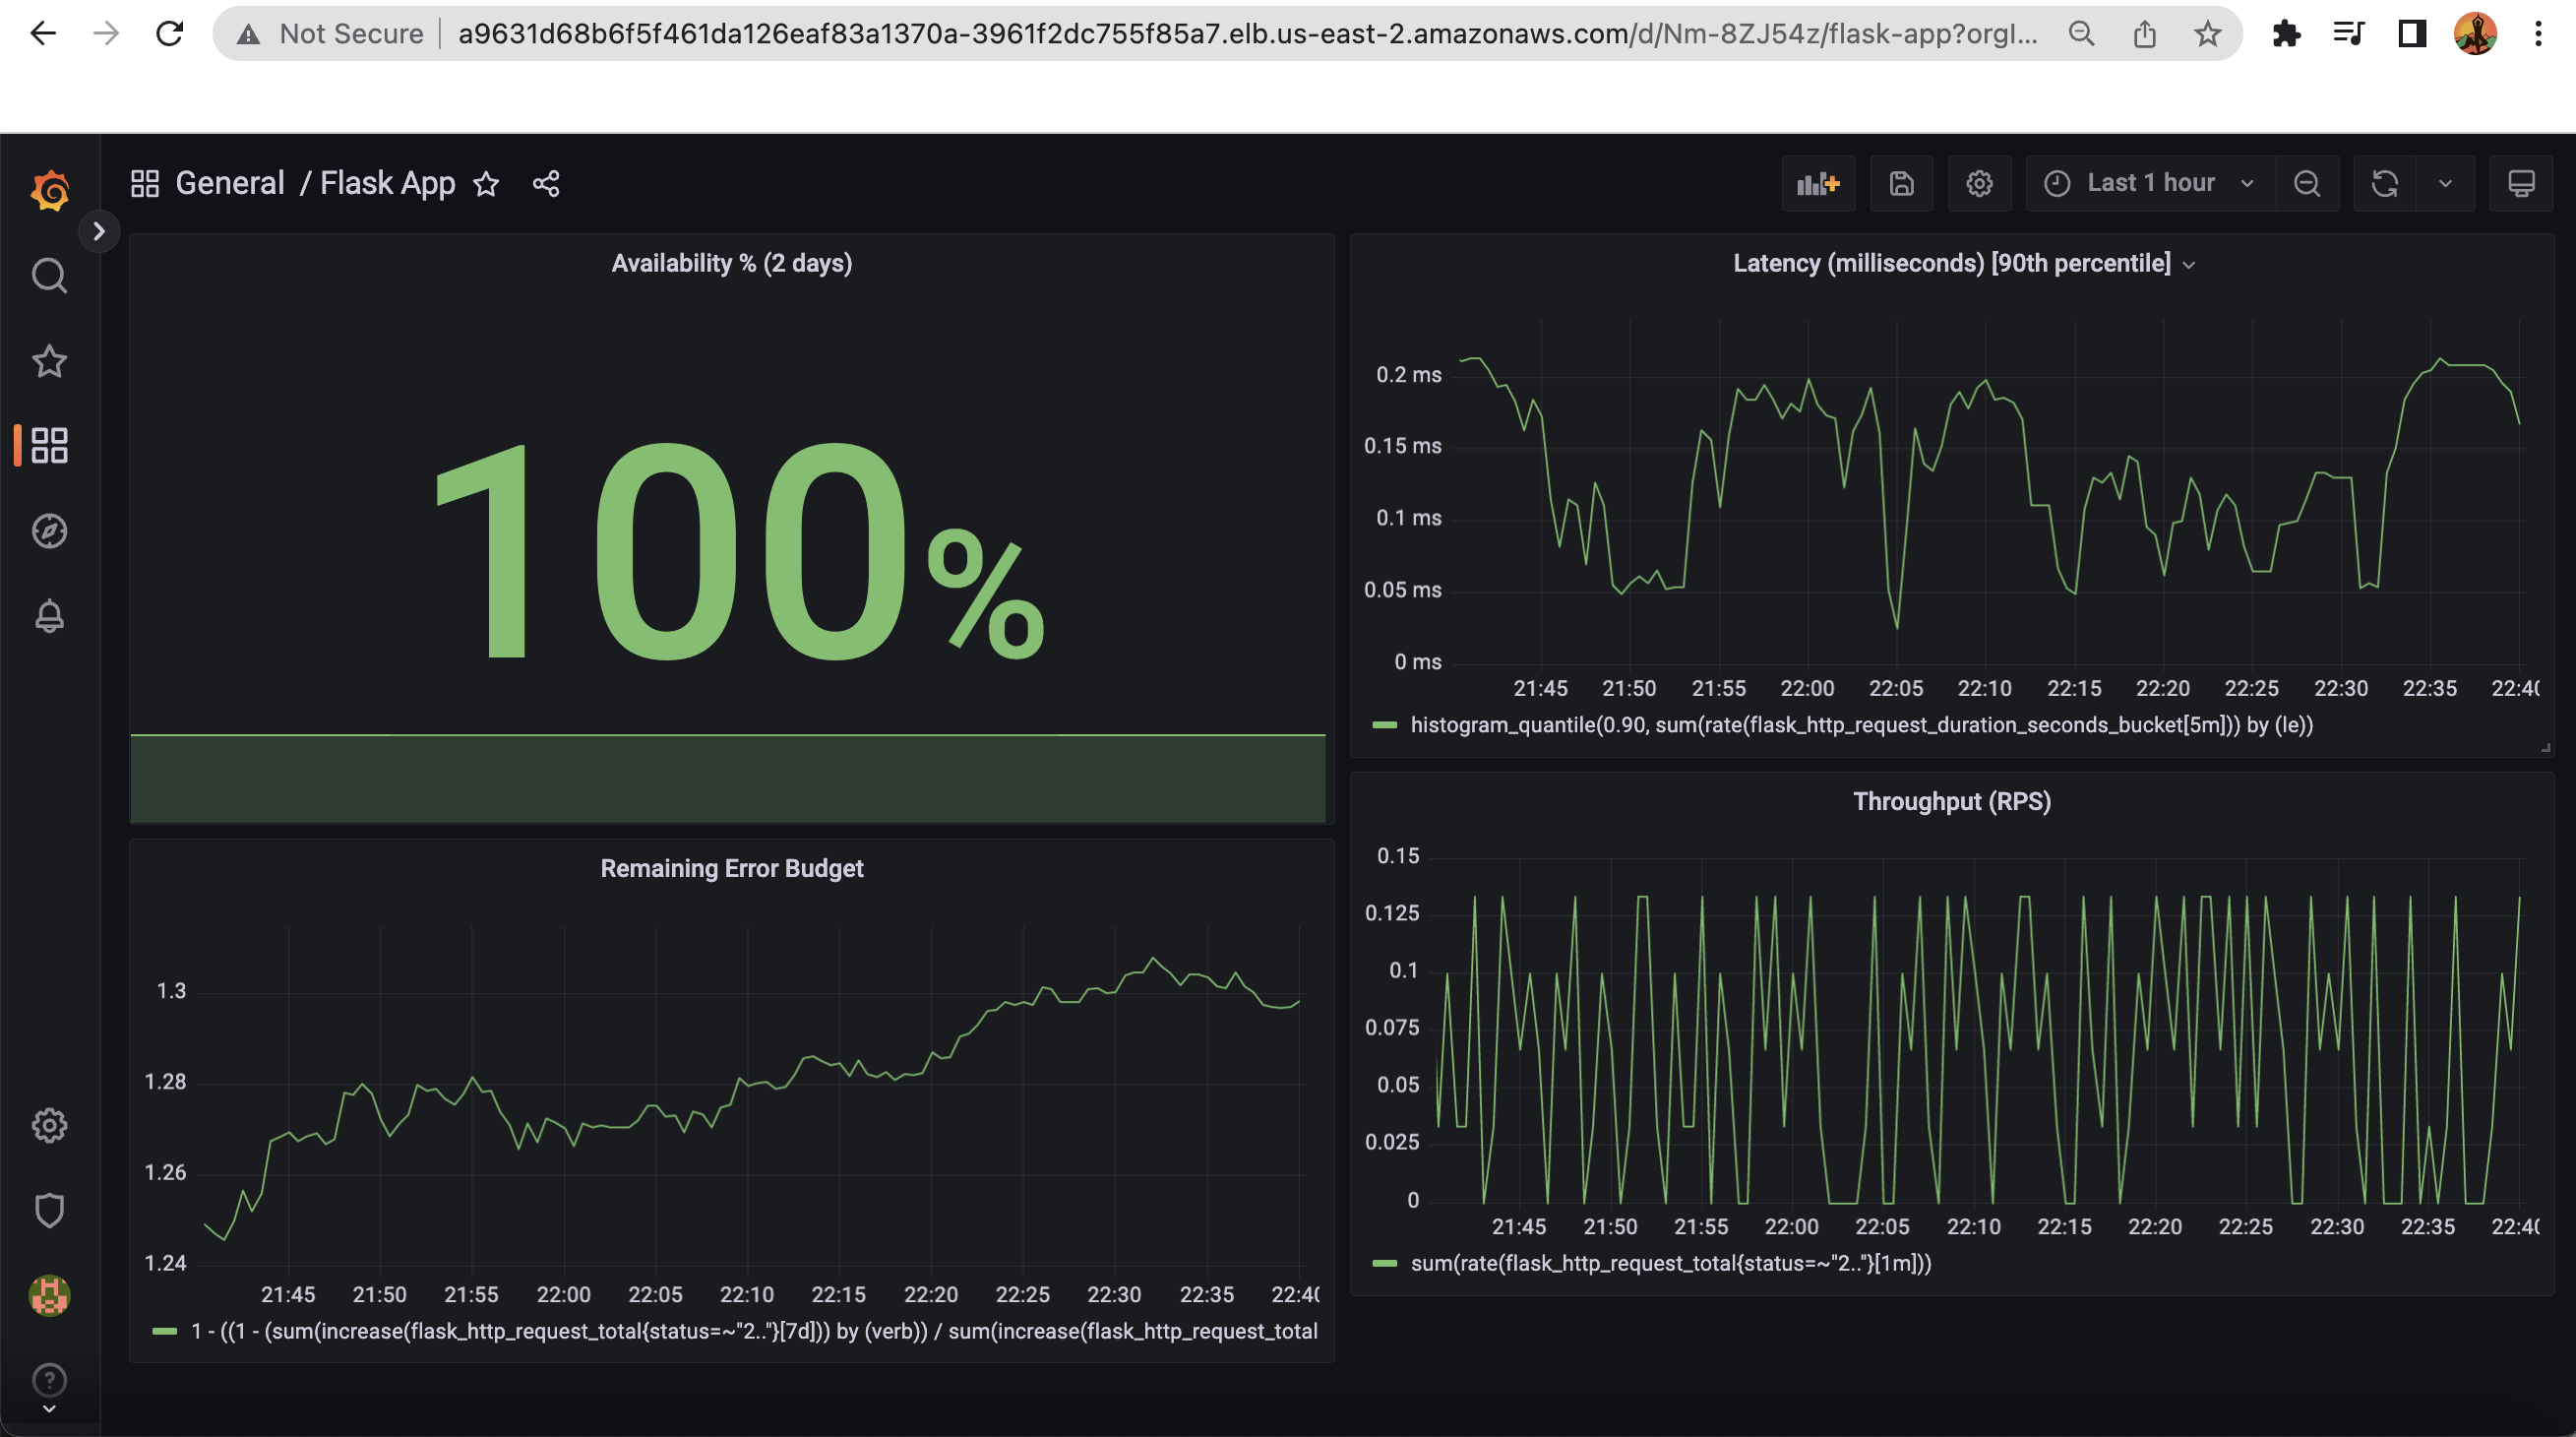 Not Secure a9631d68b6f5f461da126eaf83a1370a-3961f2dc755f85a7.elb.us-east-2.amazonaws.com/d/Nm-8ZJ54z/flask-app?orgI...
General / Flask App
Last 1 hour
Availability % (2 days)
100%
Latency (milliseconds) [90th percentile]
0.2 ms
0.15 ms
0.1 ms
0.05 ms
0 ms
21:45 21:50 21:55 22:00 22:05 22:10 22:15 22:20 22:25 22:30 22:35 22:40
histogram_quantile(0.90, sum(rate(flask_http_request_duration_seconds_bucket[5m])) by (le))
Remaining Error Budget
1.3
1.28
1.26
1.24
21:45 21:50 21:55 22:00 22:05 22:10 22:15 22:20 22:25 22:30 22:35 22:40
1 - ((1 - (sum(increase(flask_http_request_total{status=~"2.."}[7d])) by (verb)) / sum(increase(flask_http_request_total
Throughput (RPS)
0.15
0.125
0.1
0.075
0.05
0.025
0
21:45 21:50 21:55 22:00 22:05 22:10 22:15 22:20 22:25 22:30 22:35 22:40
sum(rate(flask_http_request_total{status=~"2.."}[1m]))